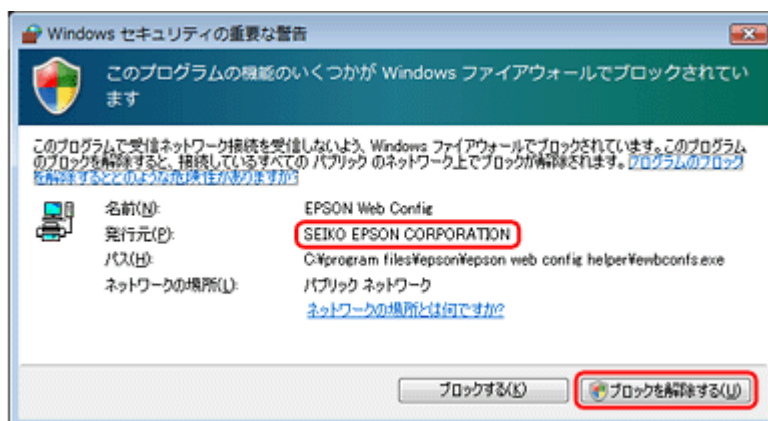 Windows セキュリティの重要な警告
このプログラムの機能のいくつかが Windows ファイアウォールでブロックされてい
ます
このプログラムで受信ネットワーク接続を受信しないよう、Windows ファイアウォールでブロックされています。このプログラム
のブロックを解除すると、接続しているすべての パブリック のネットワーク上でブロックが解除されます。プログラムのブロック
を解除するとどのような危険性がありますか?
名前(N): EPSON Web Config
発行元(P): SEIKO EPSON CORPORATION
パス(H): C:¥program files¥epson¥epson web config helper¥ewbconfs.exe
ネットワークの場所(L): パブリック ネットワーク
ネットワークの場所とは何ですか?
ブロックする(K) ブロックを解除する(U)